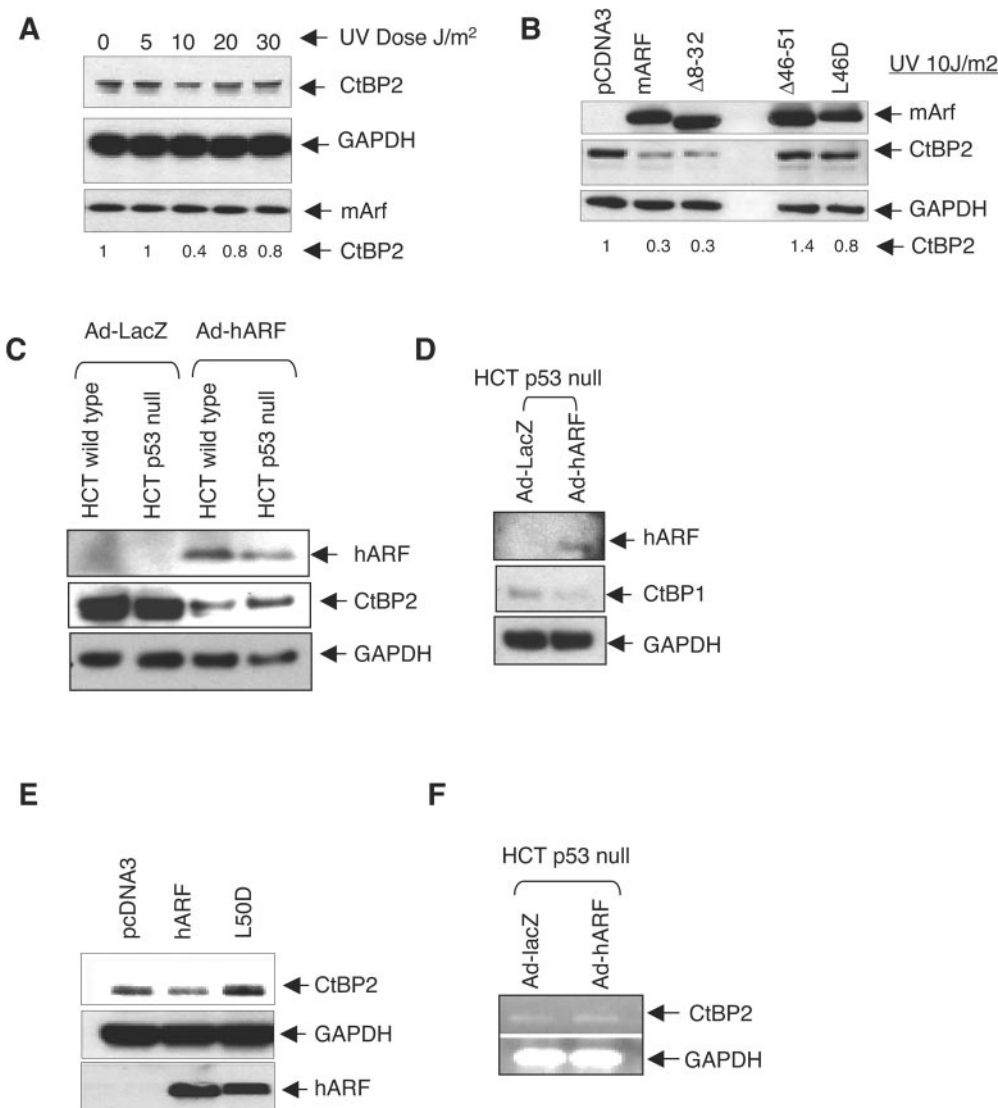 A
0 5 10 20 30 UV Dose J/m²
CtBP2
GAPDH
mArf
1 1 0.4 0.8 0.8 CtBP2
B
pCDNA3 mARF Δ8-32 Δ46-51 L46D UV 10J/m2
mArf
CtBP2
GAPDH
1 0.3 0.3 1.4 0.8 CtBP2
C
Ad-LacZ Ad-hARF
HCT wild type HCT p53 null HCT wild type HCT p53 null
hARF
CtBP2
GAPDH
D
HCT p53 null
Ad-LacZ Ad-hARF
hARF
CtBP1
GAPDH
E
pcDNA3 hARF L50D
CtBP2
GAPDH
hARF
F
HCT p53 null
Ad-lacZ Ad-hARF
CtBP2
GAPDH